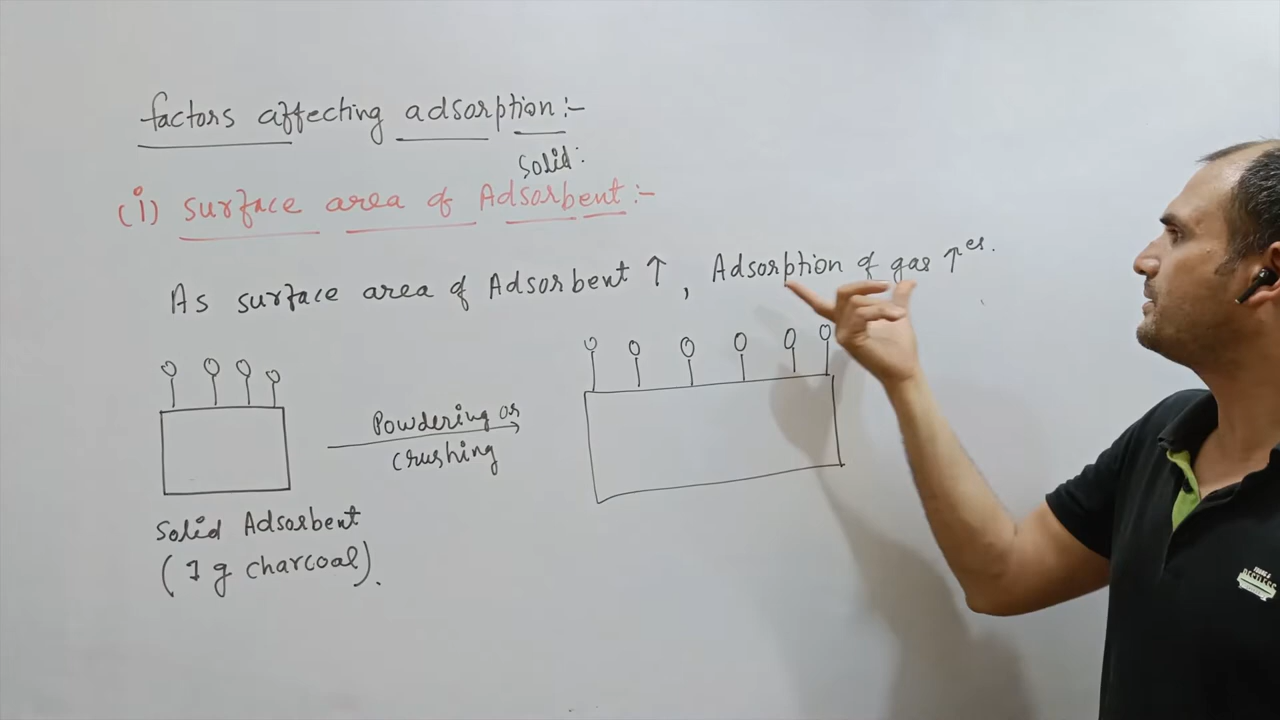 factors affecting adsorption:-
Solid:
(i) surface area of Adsorbent:-
As surface area of Adsorbent ↑, Adsorption of gas ↑es.
Powdering or
crushing
Solid Adsorbent
(1 g charcoal).